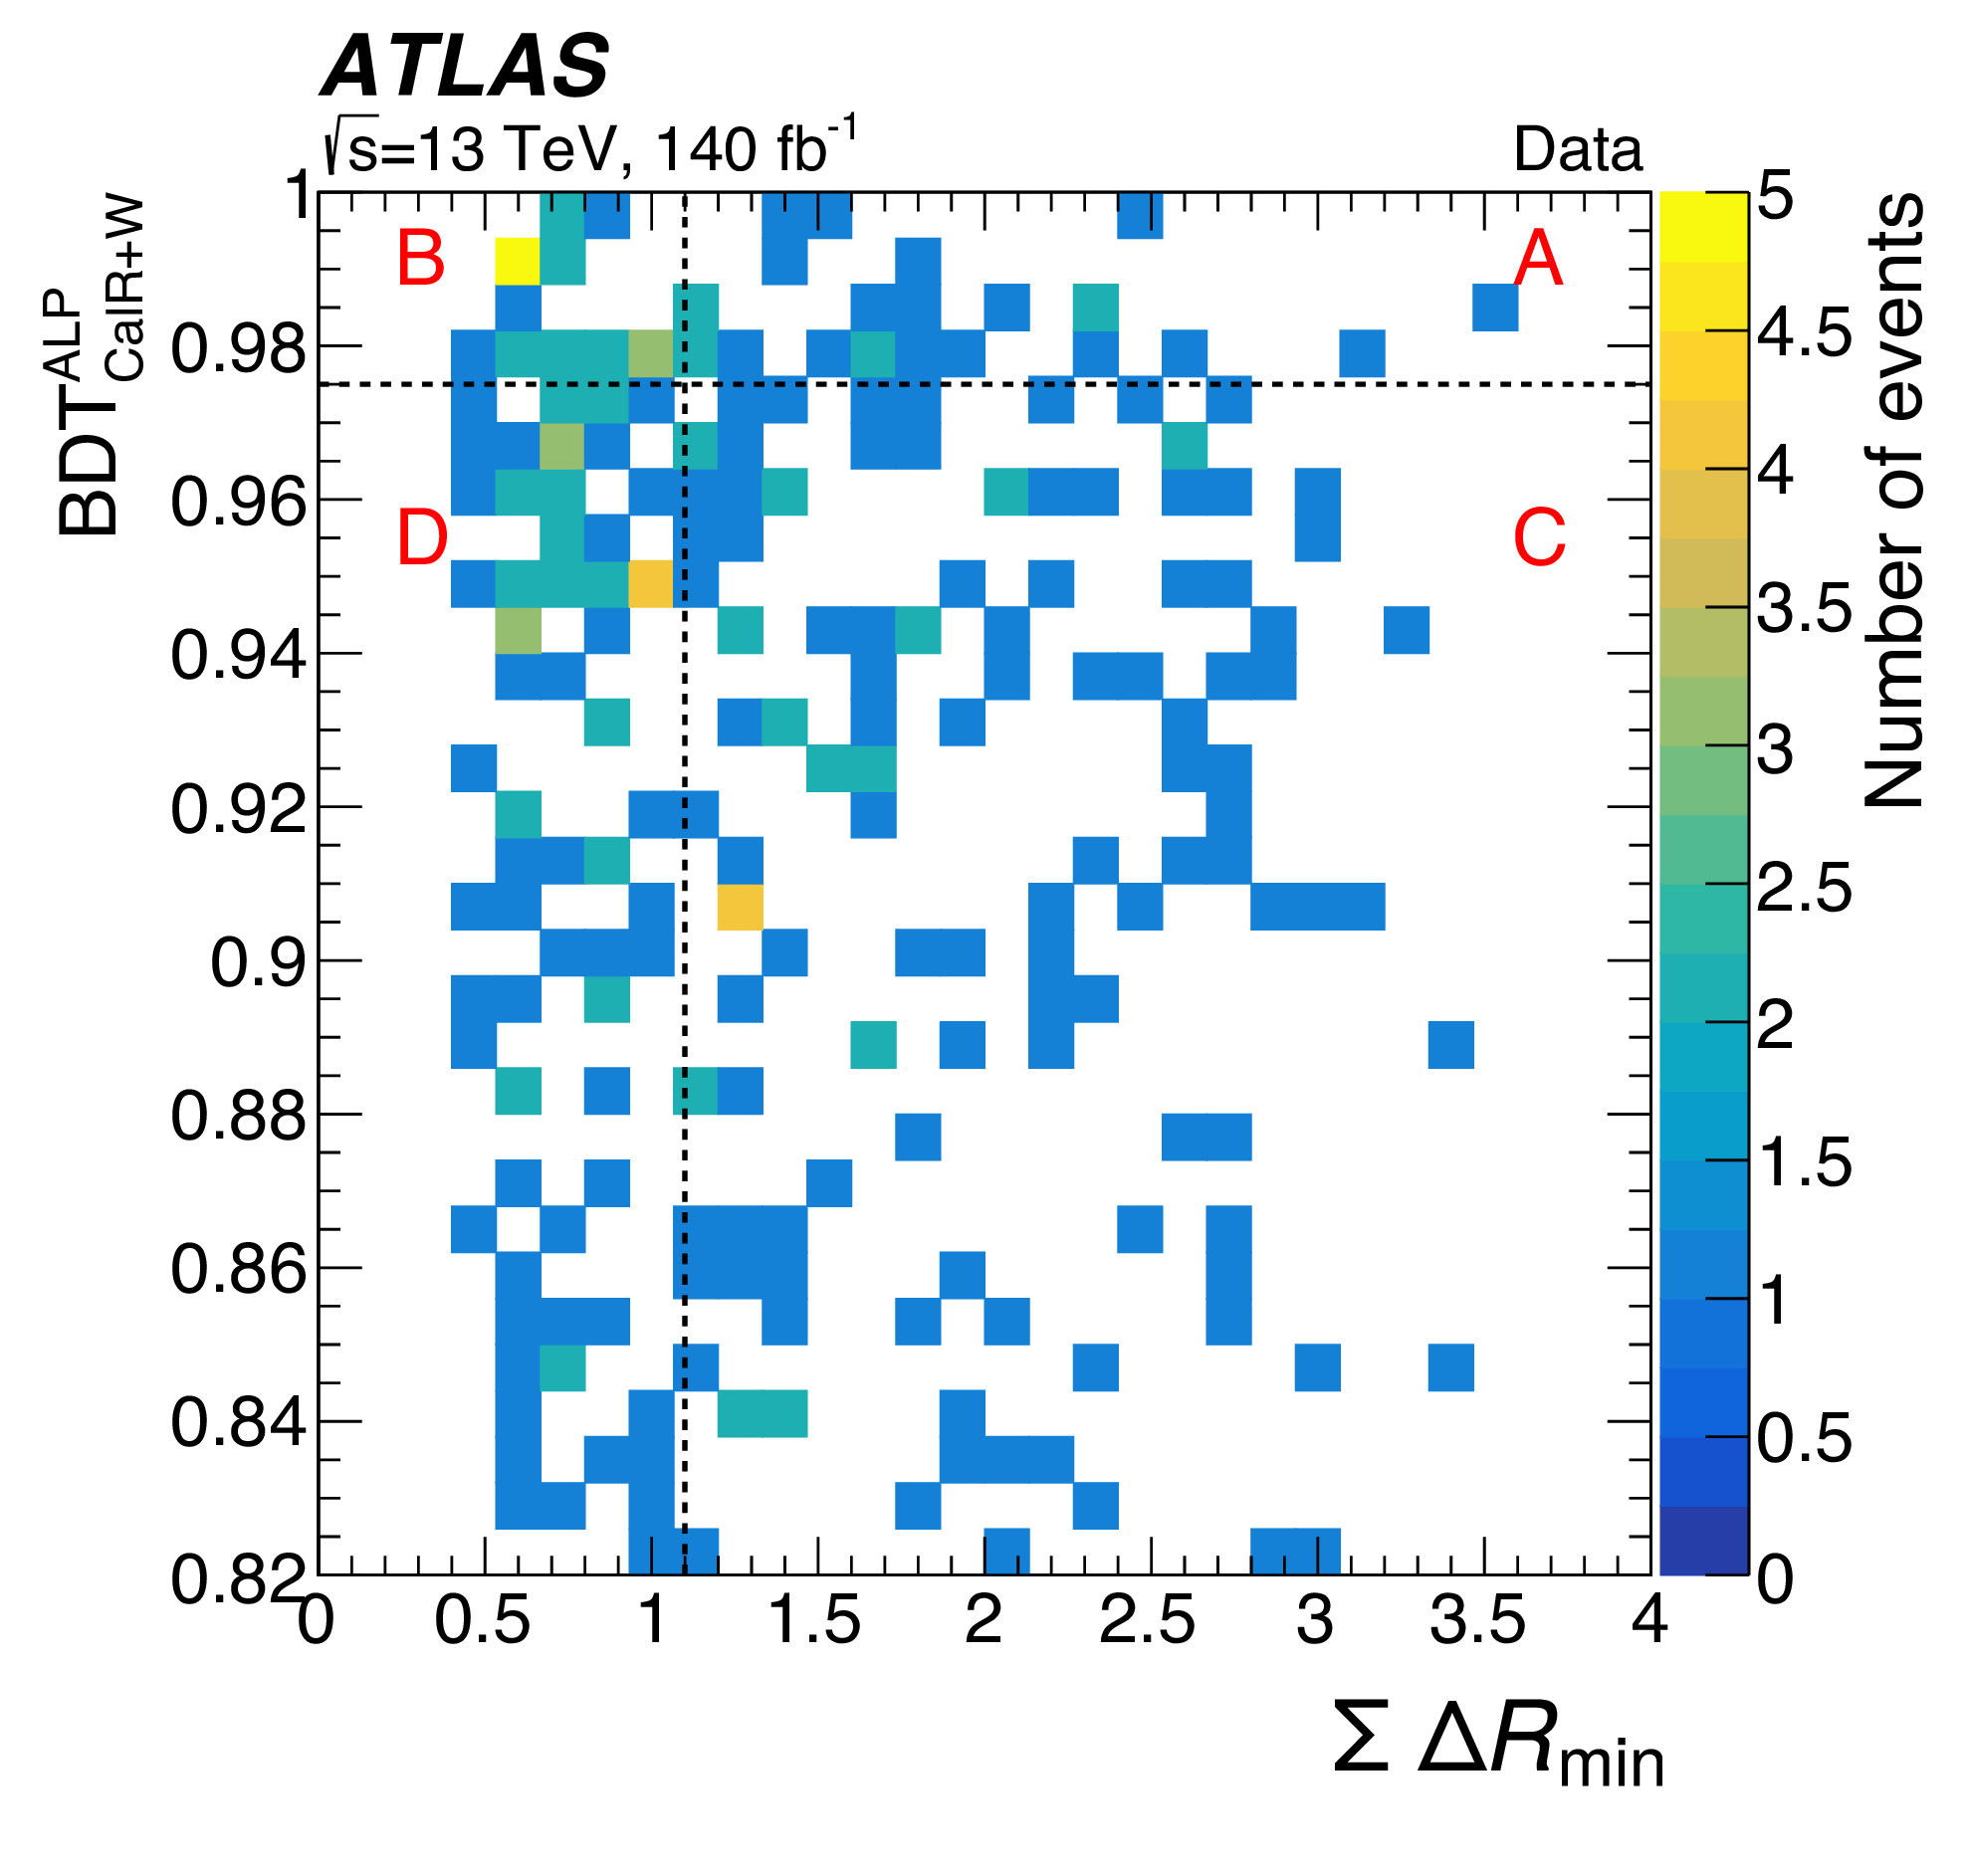 ATLAS
√s=13 TeV, 140 fb-1
Data
BDT ALP CalR+W
1
0.98
0.96
0.94
0.92
0.9
0.88
0.86
0.84
0.82
B
A
D
C
0 0.5 1 1.5 2 2.5 3 3.5 4
Σ ΔRmin
5
4.5
4
3.5
3
2.5
2
1.5
1
0.5
0
Number of events